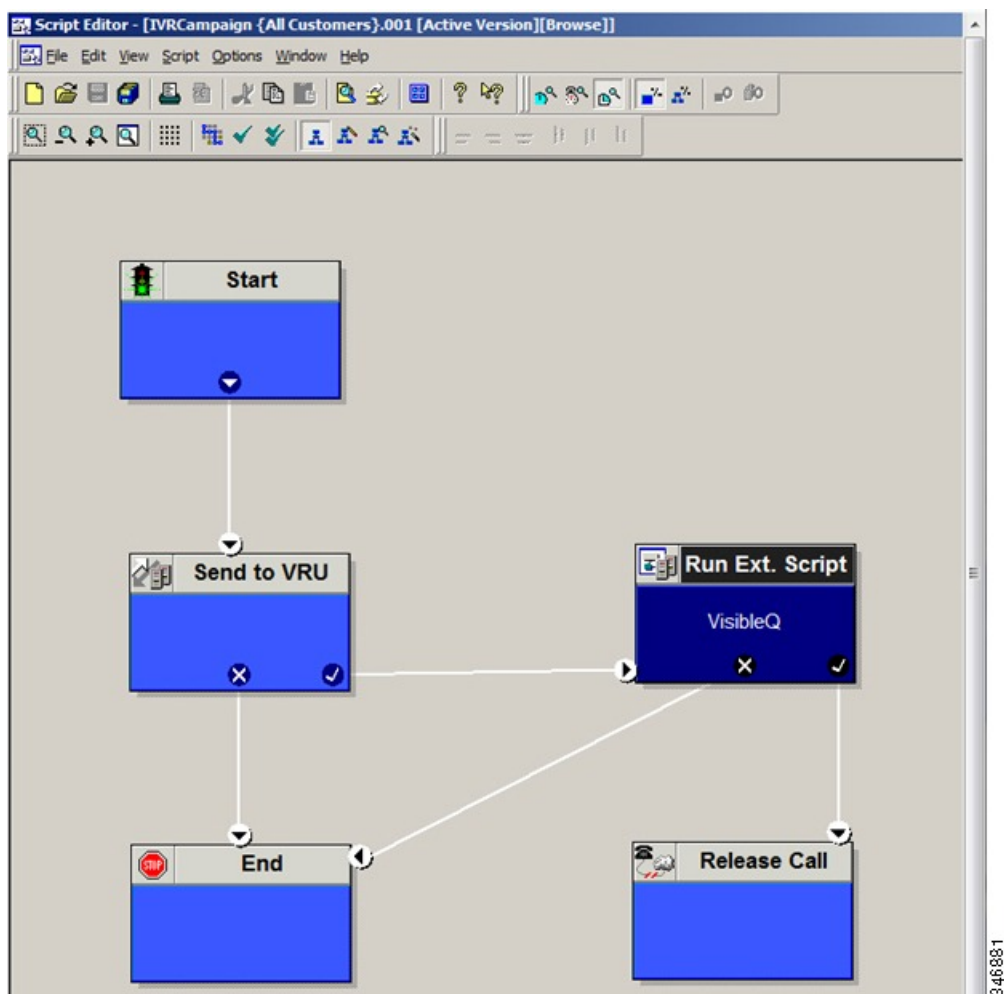 Script Editor - [IVRCampaign {All Customers}.001 [Active Version][Browse]]
File Edit View Script Options Window Help
Start
Send to VRU
Run Ext. Script
VisibleQ
STOP
End
Release Call
346881